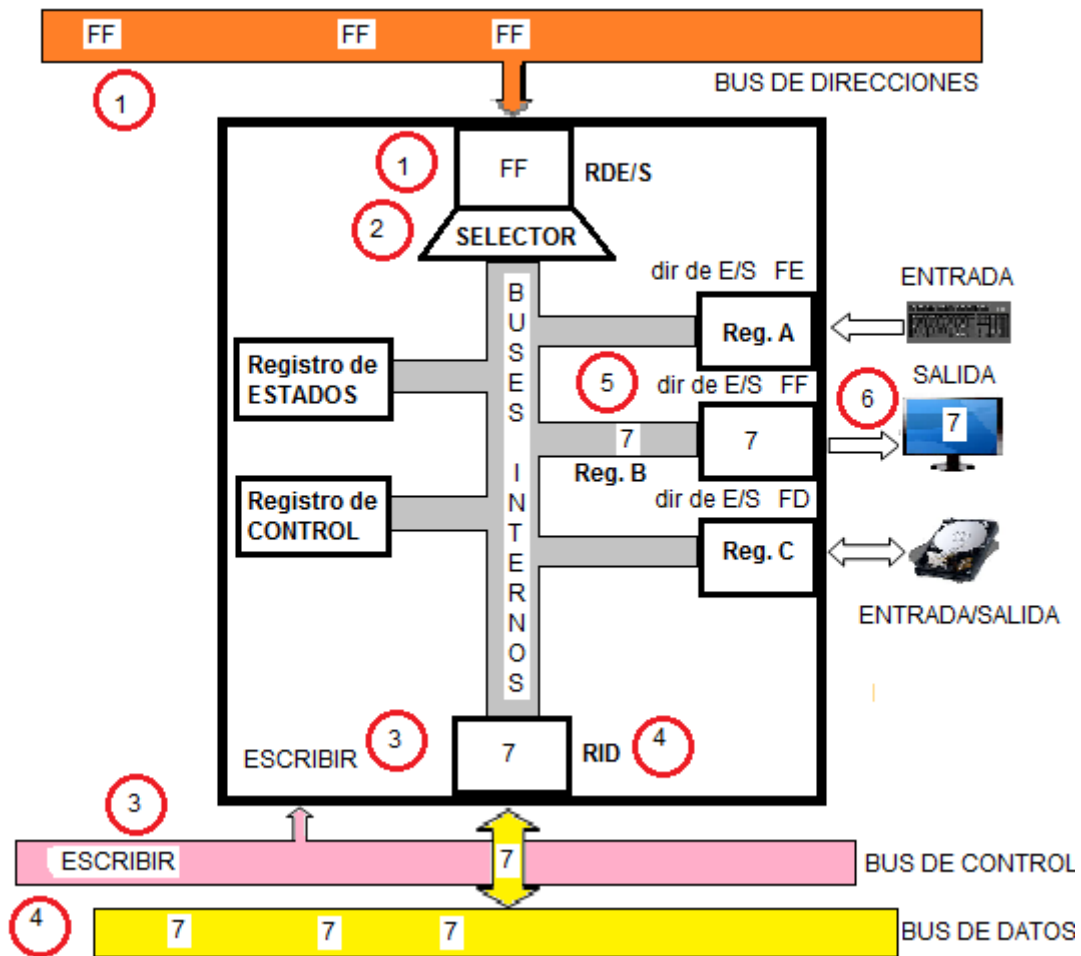 FF FF FF
BUS DE DIRECCIONES
1
1
FF
RDE/S
2
SELECTOR
dir de E/S FE
ENTRADA
Reg. A
BUSES INTERNOS
Registro de
ESTADOS
5
dir de E/S FF
SALIDA
6
7
7
7
Reg. B
Registro de
CONTROL
dir de E/S FD
Reg. C
ENTRADA/SALIDA
ESCRIBIR
3
7
RID
4
3
ESCRIBIR
7
BUS DE CONTROL
4
7 7 7
BUS DE DATOS